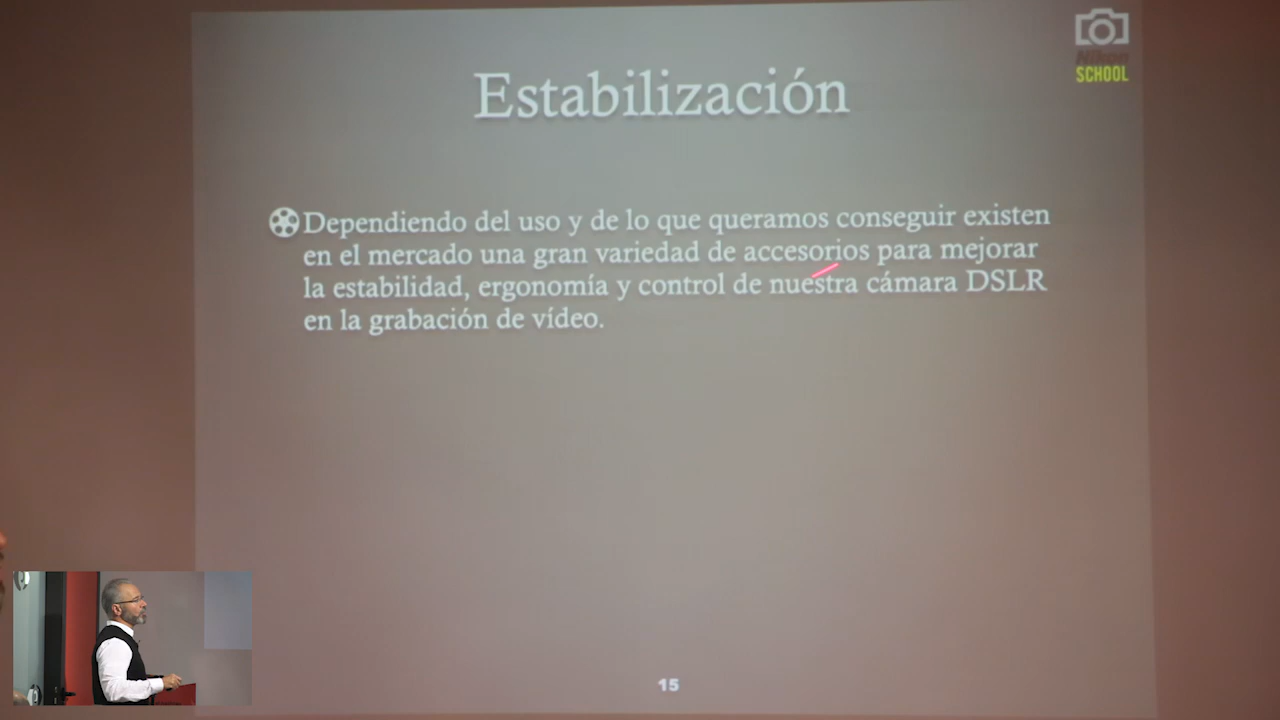 SCHOOL
Estabilización
Dependiendo del uso y de lo que queramos conseguir existen
en el mercado una gran variedad de accesorios para mejorar
la estabilidad, ergonomía y control de nuestra cámara DSLR
en la grabación de vídeo.
15